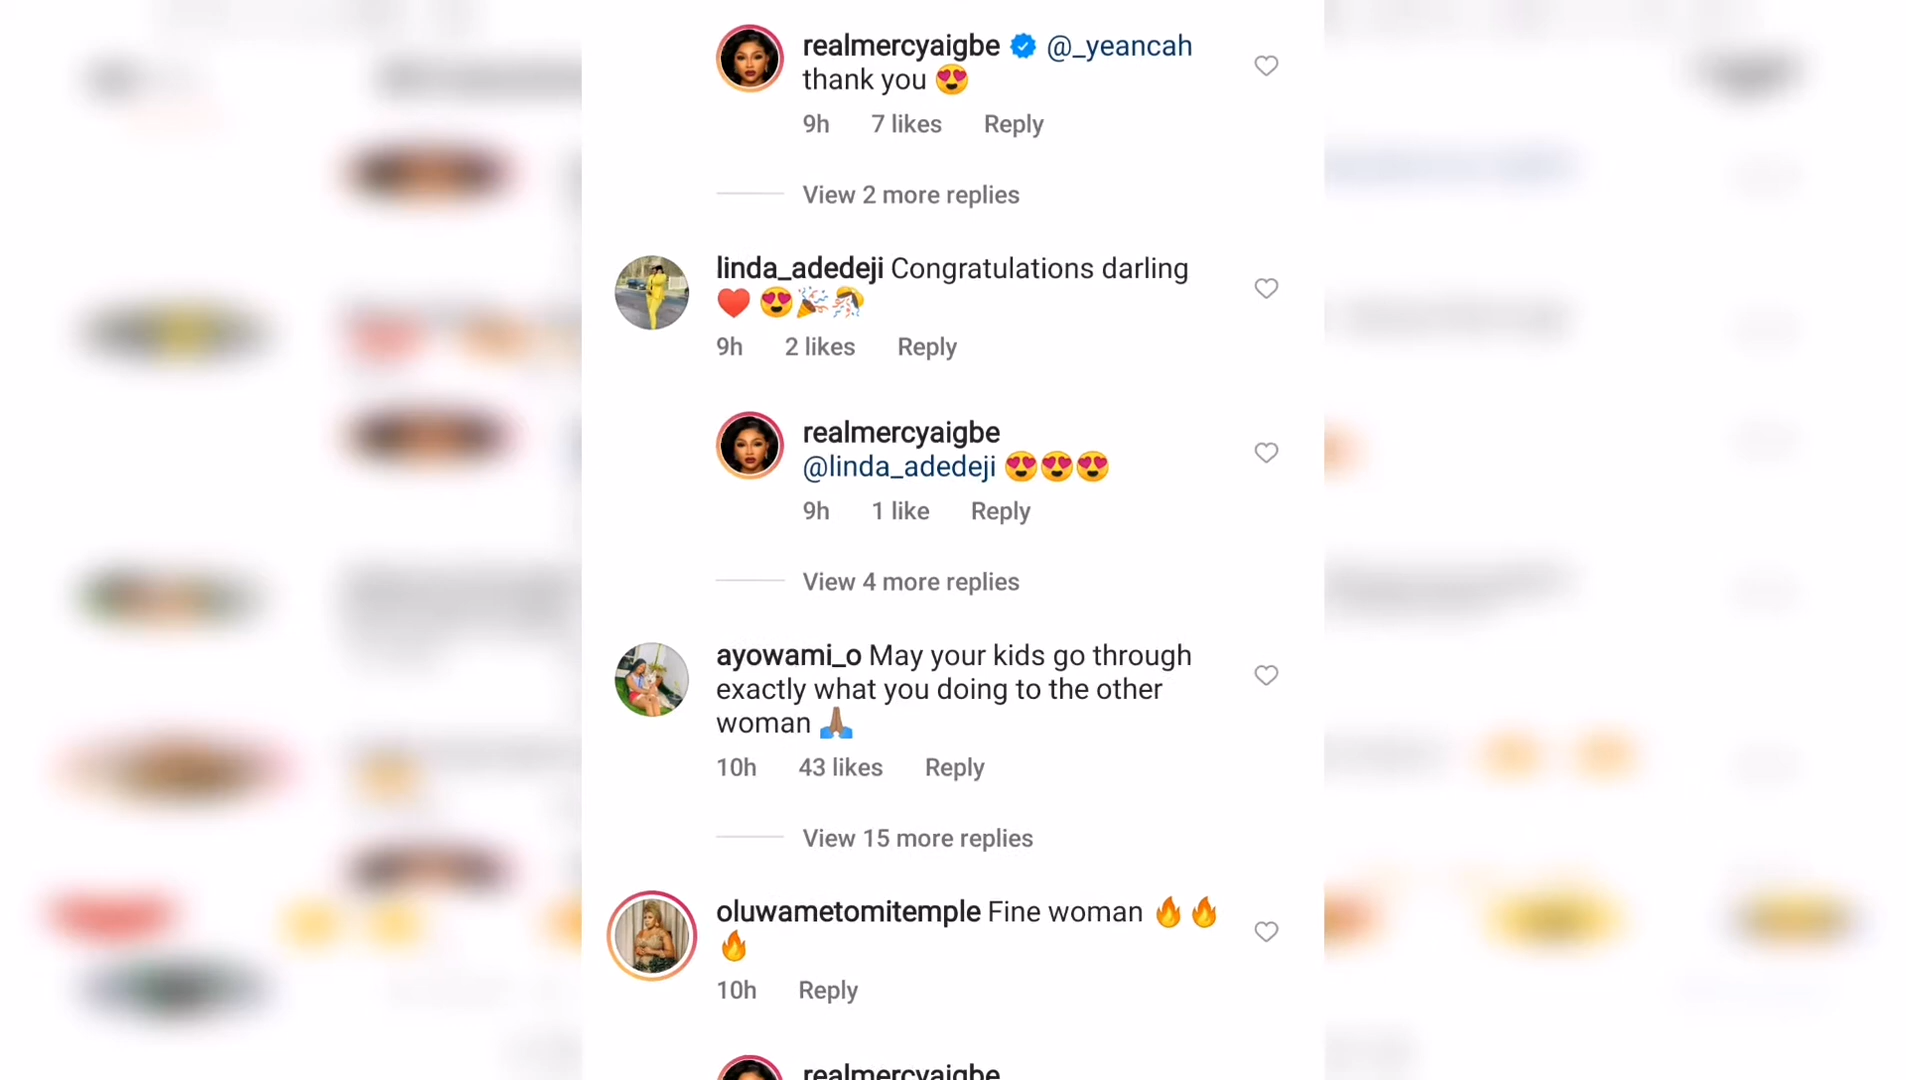 realmercyaigbe @_yeancah
thank you 😍
9h 7 likes Reply
View 2 more replies
linda_adedeji Congratulations darling
❤️ 😍🎉🎊
9h 2 likes Reply
realmercyaigbe
@linda_adedeji 😍😍😍
9h 1 like Reply
View 4 more replies
ayowami_o May your kids go through
exactly what you doing to the other
woman 🙏🏽
10h 43 likes Reply
View 15 more replies
oluwametomitemple Fine woman 🔥🔥
🔥
10h Reply
realmercyaigbe